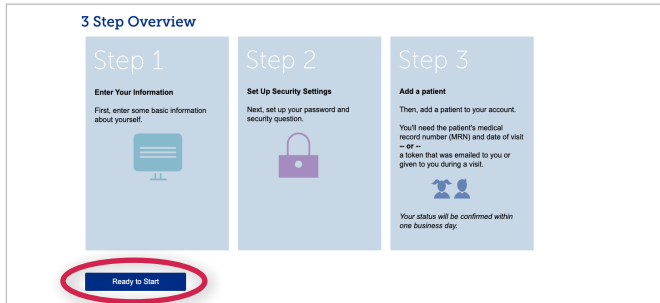 3 Step Overview
Step 1
Enter Your Information
First, enter some basic information
about yourself.
Step 2
Set Up Security Settings
Next, set up your password and
security question.
Step 3
Add a patient
Then, add a patient to your account.
You'll need the patient's medical
record number (MRN) and date of visit
-- or --
a token that was emailed to you or
given to you during a visit.
Your status will be confirmed within
one business day.
Ready to Start